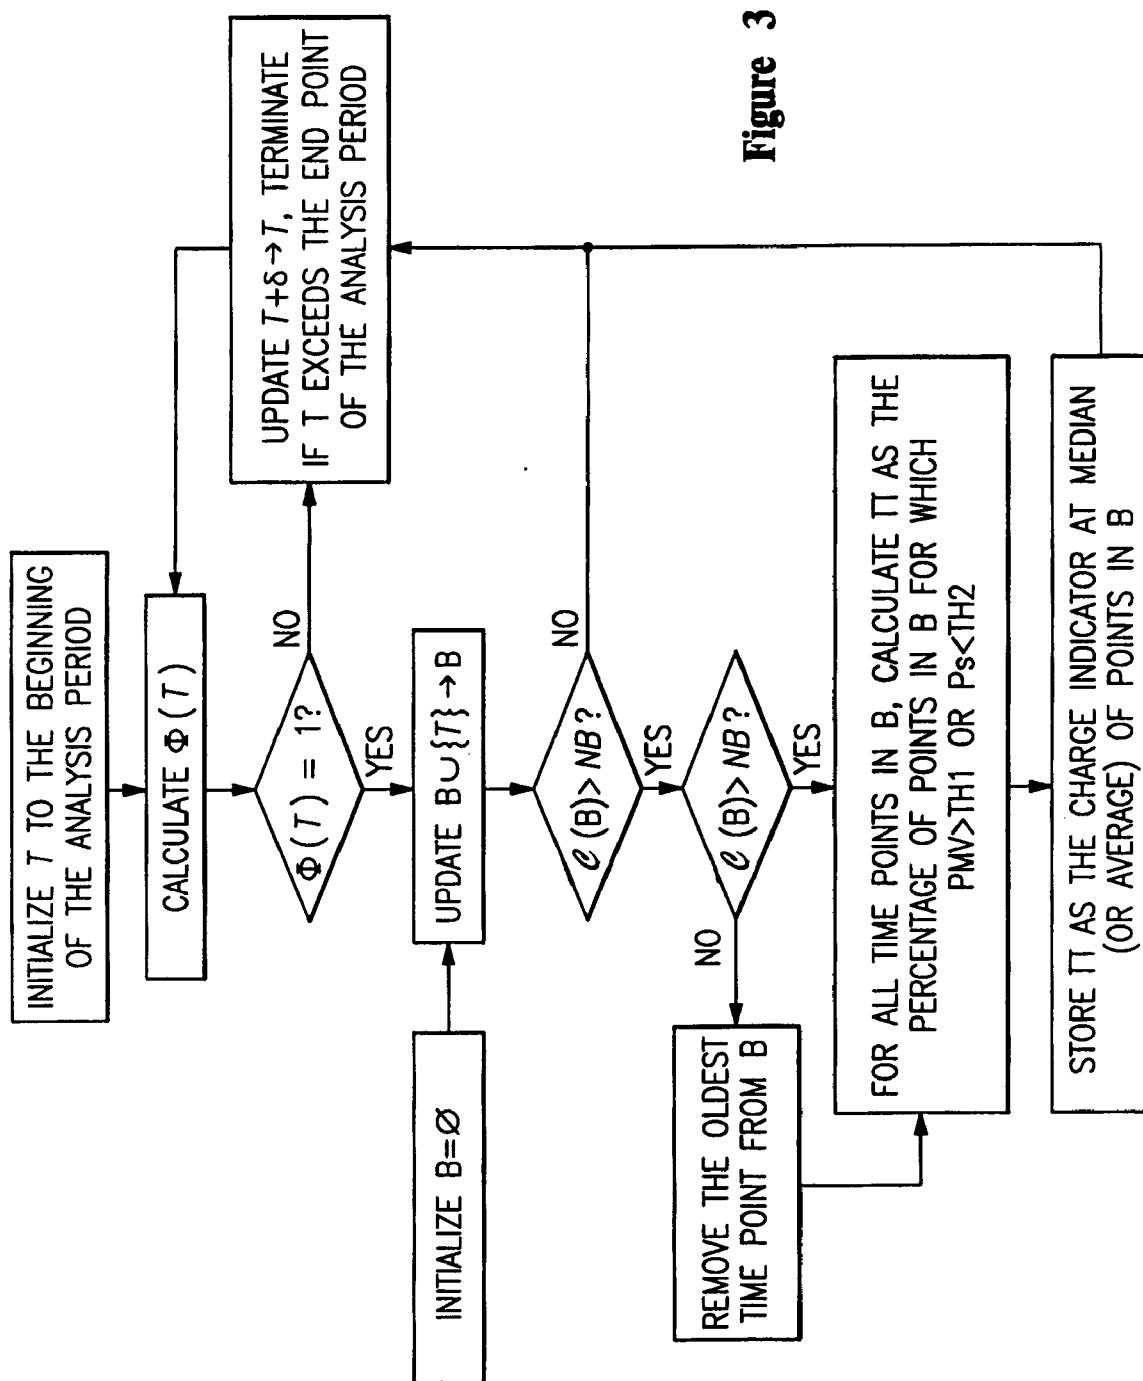 INITIALIZE T TO THE BEGINNING
OF THE ANALYSIS PERIOD
CALCULATE Φ(T)
Φ(T) = 1?
NO
YES
UPDATE T+δ→T, TERMINATE
IF T EXCEEDS THE END POINT
OF THE ANALYSIS PERIOD
INITIALIZE B=Ø
UPDATE B∪{T}→B
𝒞(B)> NB?
NO
YES
𝒞(B)> NB?
NO
YES
REMOVE THE OLDEST
TIME POINT FROM B
FOR ALL TIME POINTS IN B, CALCULATE Π AS THE
PERCENTAGE OF POINTS IN B FOR WHICH
PMV>TH1 OR Ps<TH2
STORE Π AS THE CHARGE INDICATOR AT MEDIAN
(OR AVERAGE) OF POINTS IN B
Figure 3